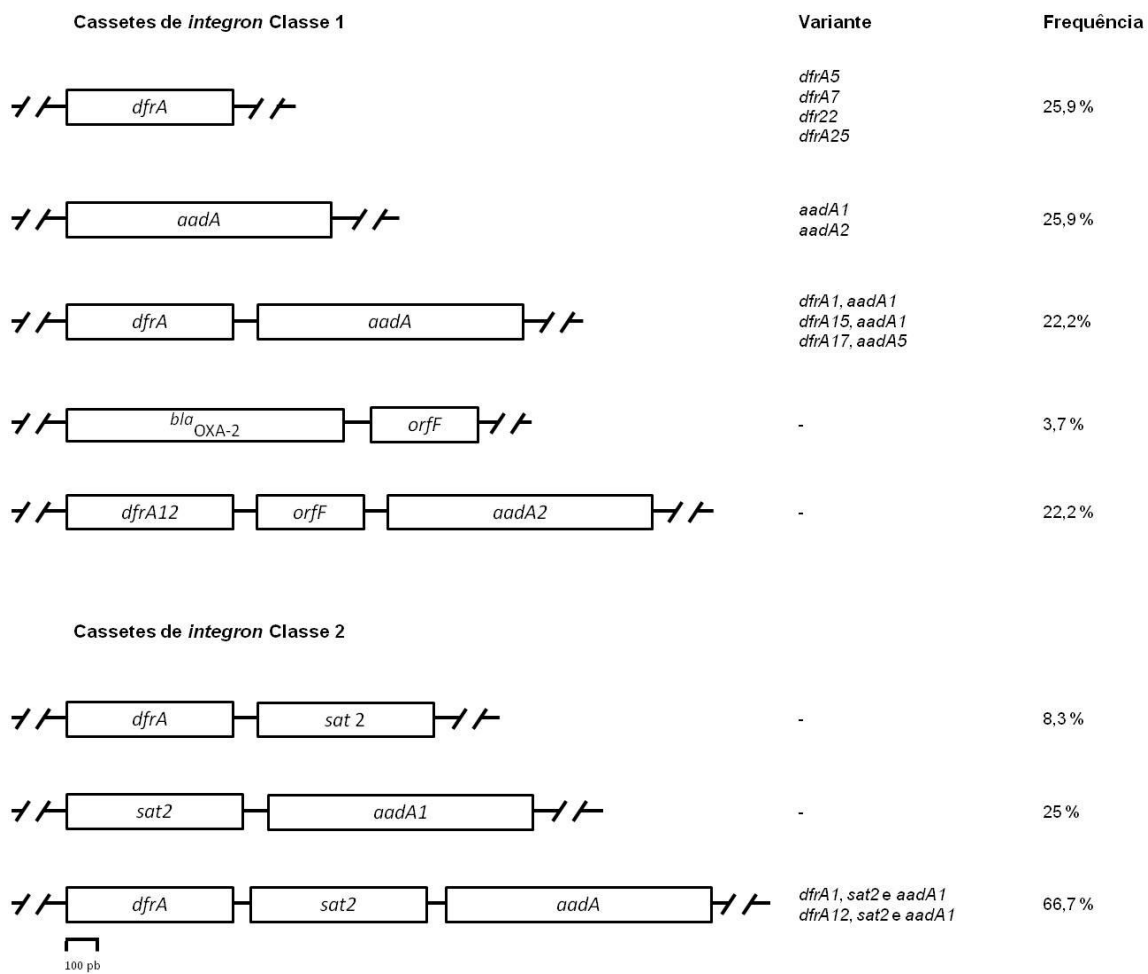 Cassetes de integron Classe 1 Variante Frequência
dfrA5
dfrA7
dfrA dfr22 25,9 %
dfrA25
aadA aadA1 25,9%
aadA2
dfrA1, aadA1
dfrA aadA dfrA15, aadA1 22,2%
dfrA17, aadA5
bla OXA-2 orfF - 3,7 %
dfrA12 orfF aadA2 - 22,2 %
Cassetes de integron Classe 2
dfrA sat 2 - 8,3 %
sat2 aadA1 - 25 %
dfrA sat2 aadA dfrA1, sat2 e aadA1 66,7 %
dfrA12, sat2 e aadA1
100 pb